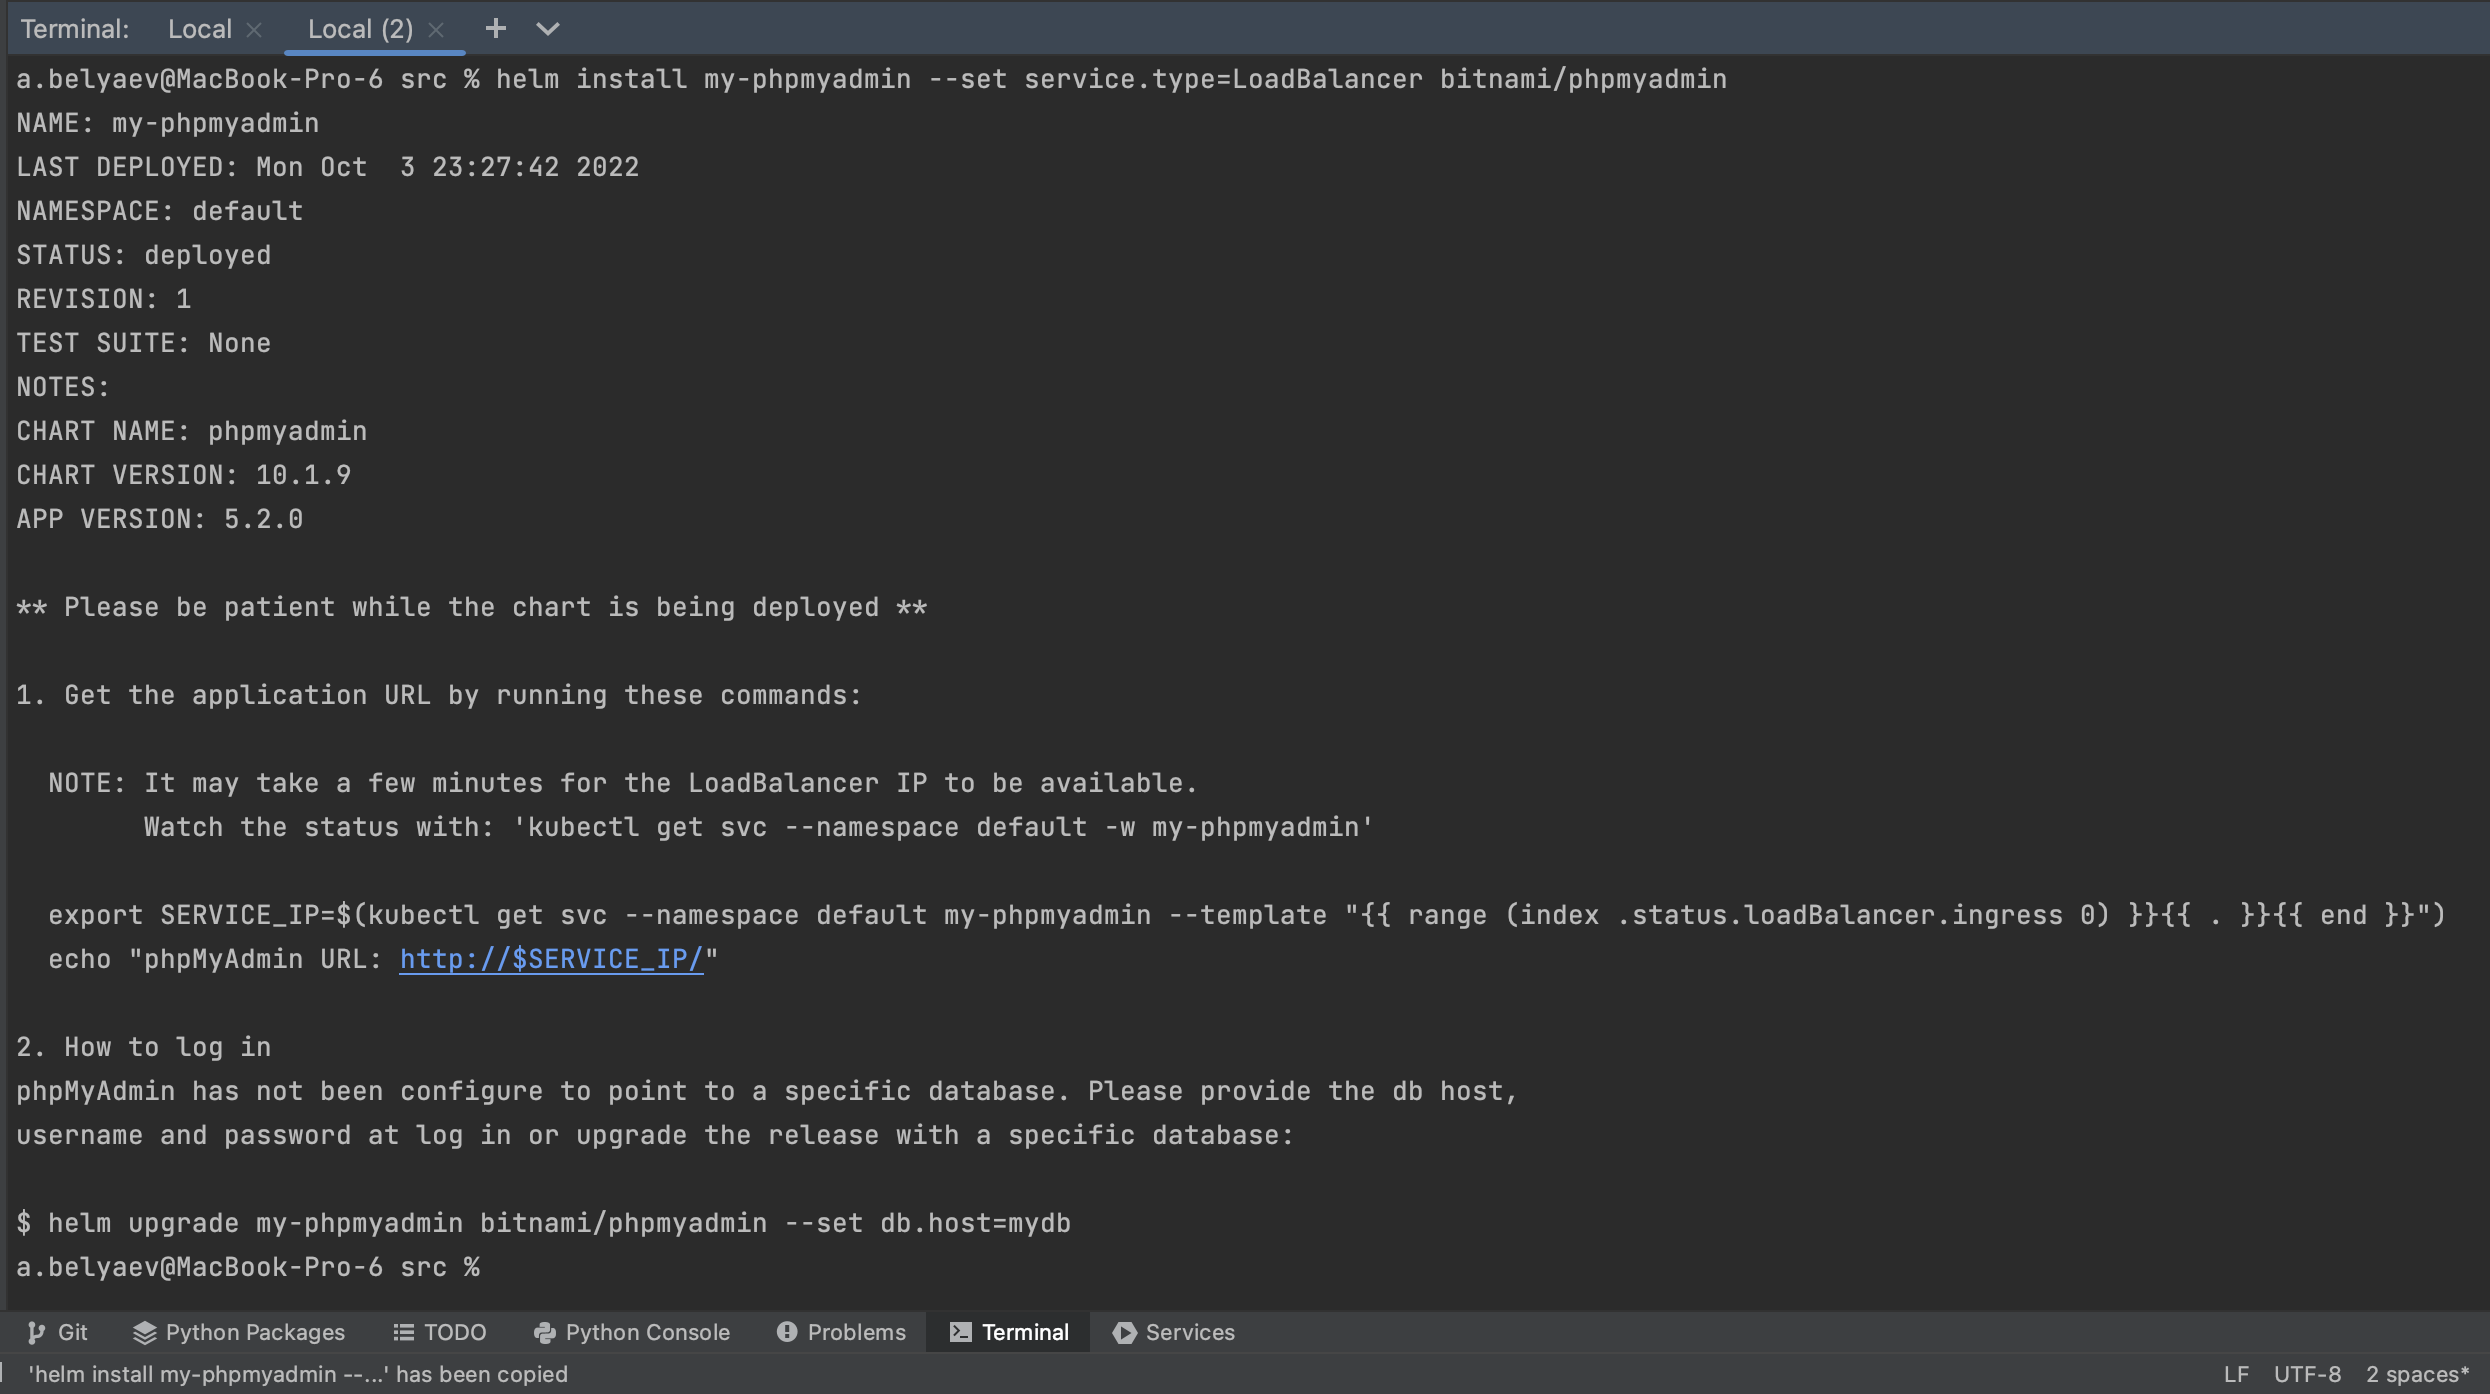 Terminal: Local Local (2)
a.belyaev@MacBook-Pro-6 src % helm install my-phpmyadmin --set service.type=LoadBalancer bitnami/phpmyadmin
NAME: my-phpmyadmin
LAST DEPLOYED: Mon Oct  3 23:27:42 2022
NAMESPACE: default
STATUS: deployed
REVISION: 1
TEST SUITE: None
NOTES:
CHART NAME: phpmyadmin
CHART VERSION: 10.1.9
APP VERSION: 5.2.0
** Please be patient while the chart is being deployed **
1. Get the application URL by running these commands:
  NOTE: It may take a few minutes for the LoadBalancer IP to be available.
        Watch the status with: 'kubectl get svc --namespace default -w my-phpmyadmin'
  export SERVICE_IP=$(kubectl get svc --namespace default my-phpmyadmin --template "{{ range (index .status.loadBalancer.ingress 0) }}{{ . }}{{ end }}")
  echo "phpMyAdmin URL: http://$SERVICE_IP/"
2. How to log in
phpMyAdmin has not been configure to point to a specific database. Please provide the db host,
username and password at log in or upgrade the release with a specific database:
$ helm upgrade my-phpmyadmin bitnami/phpmyadmin --set db.host=mydb
a.belyaev@MacBook-Pro-6 src %
Git Python Packages TODO Python Console Problems Terminal Services
'helm install my-phpmyadmin --...' has been copied LF UTF-8 2 spaces*